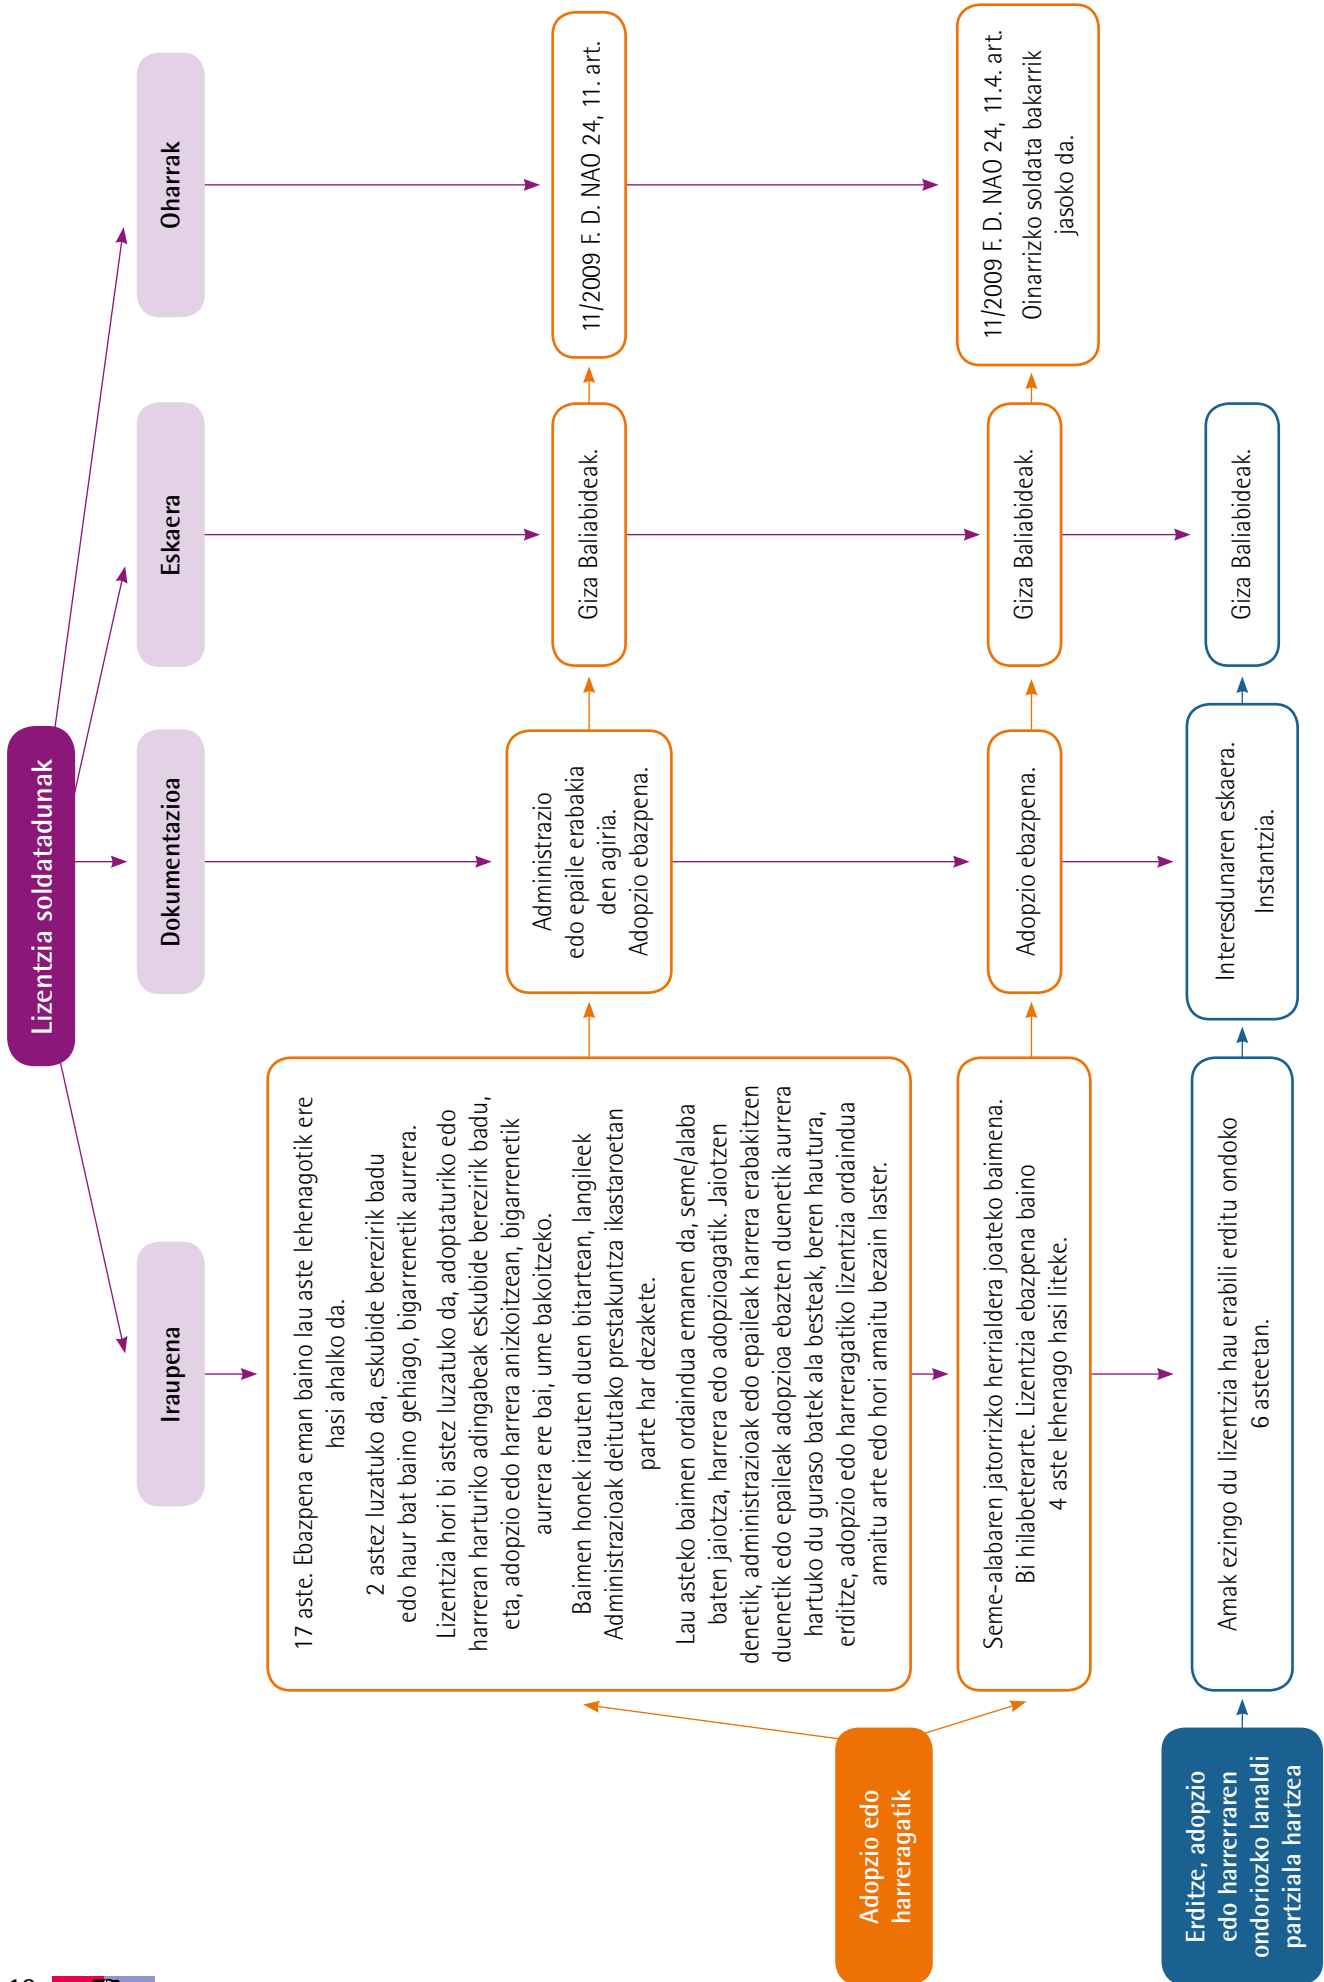 Lizentzia soldatadunak
Iraupena
Dokumentazioa
Eskaera
Oharrak
Adopzio edo
harreragatik
17 aste. Ebazpena eman baino lau aste lehenagotik ere
hasi ahalko da.
2 astez luzatuko da, eskubide berezirik badu
edo haur bat baino gehiago, bigarrenetik aurrera.
Lizentzia hori bi astez luzatuko da, adoptaturiko edo
harreran harturiko adingabeak eskubide berezirik badu,
eta, adopzio edo harrera anizkoitzean, bigarrenetik
aurrera ere bai, ume bakoitzeko.
Baimen honek irauten duen bitartean, langileek
Administrazioak deitutako prestakuntza ikastaroetan
parte har dezakete.
Lau asteko baimen ordaindua emanen da, seme/alaba
baten jaiotza, harrera edo adopzioagatik. Jaiotzen
denetik, administrazioak edo epaileak harrera erabakitzen
duenetik edo epaileak adopzioa ebazten duenetik aurrera
hartuko du guraso batek ala besteak, beren hautura,
erditze, adopzio edo harreragatiko lizentzia ordaindua
amaitu arte edo hori amaitu bezain laster.
Administrazio
edo epaile erabakia
den agiria.
Adopzio ebazpena.
Giza Baliabideak.
11/2009 F. D. NAO 24, 11. art.
Seme-alabaren jatorrizko herrialdera joateko baimena.
Bi hilabeterarte. Lizentzia ebazpena baino
4 aste lehenago hasi liteke.
Adopzio ebazpena.
Giza Baliabideak.
11/2009 F. D. NAO 24, 11.4. art.
Oinarrizko soldata bakarrik
jasoko da.
Erditze, adopzio
edo harrerraren
ondoriozko lanaldi
partziala hartzea
Amak ezingo du lizentzia hau erabili erditu ondoko
6 asteetan.
Interesdunaren eskaera.
Instantzia.
Giza Baliabideak.